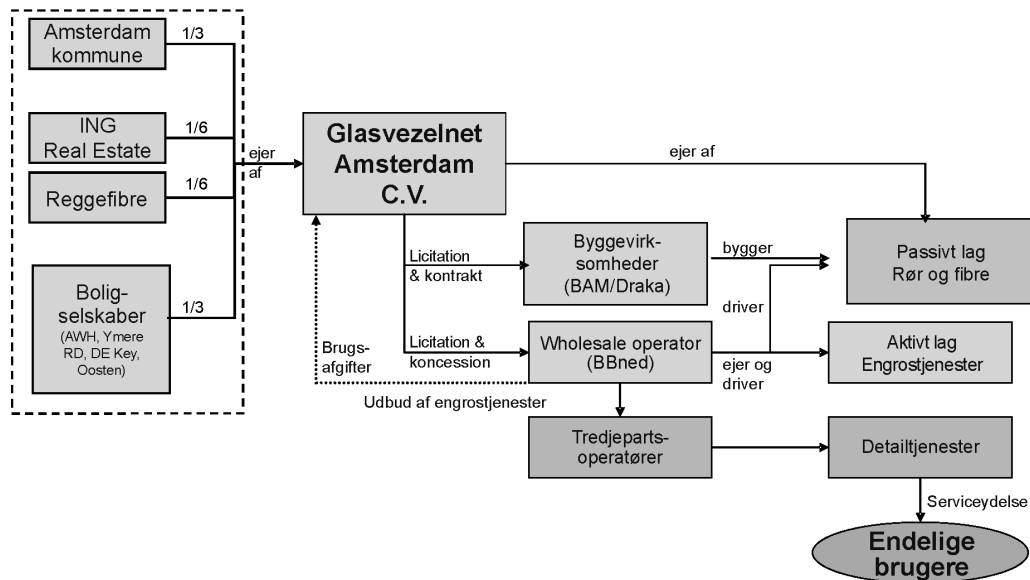 Amsterdam
kommune
1/3
ING
Real Estate
1/6
Reggefibre
1/6
Bolig-
selskaber
(AWH, Ymere
RD, DE Key,
Oosten)
1/3
ejer
af
Glasvezelnet
Amsterdam
C.V.
ejer af
Licitation
& kontrakt
Byggevirk-
somheder
(BAM/Draka)
bygger
Passivt lag
Rør og fibre
driver
Brugs-
afgifter
Licitation &
koncession
Wholesale operator
(BBned)
ejer og
driver
Aktivt lag
Engrostjenester
Udbud af engrostjenester
Tredjeparts-
operatører
Detailtjenester
Serviceydelse
Endelige
brugere